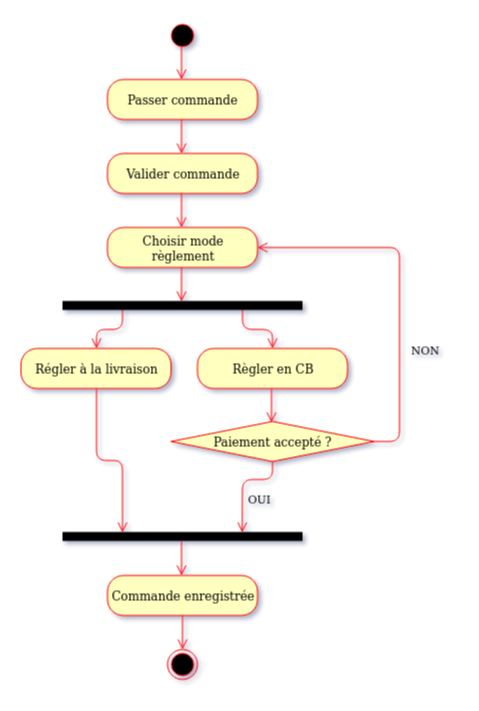 Passer commande
Valider commande
Choisir mode
règlement
NON
Régler à la livraison
Règler en CB
Paiement accepté ?
OUI
Commande enregistrée